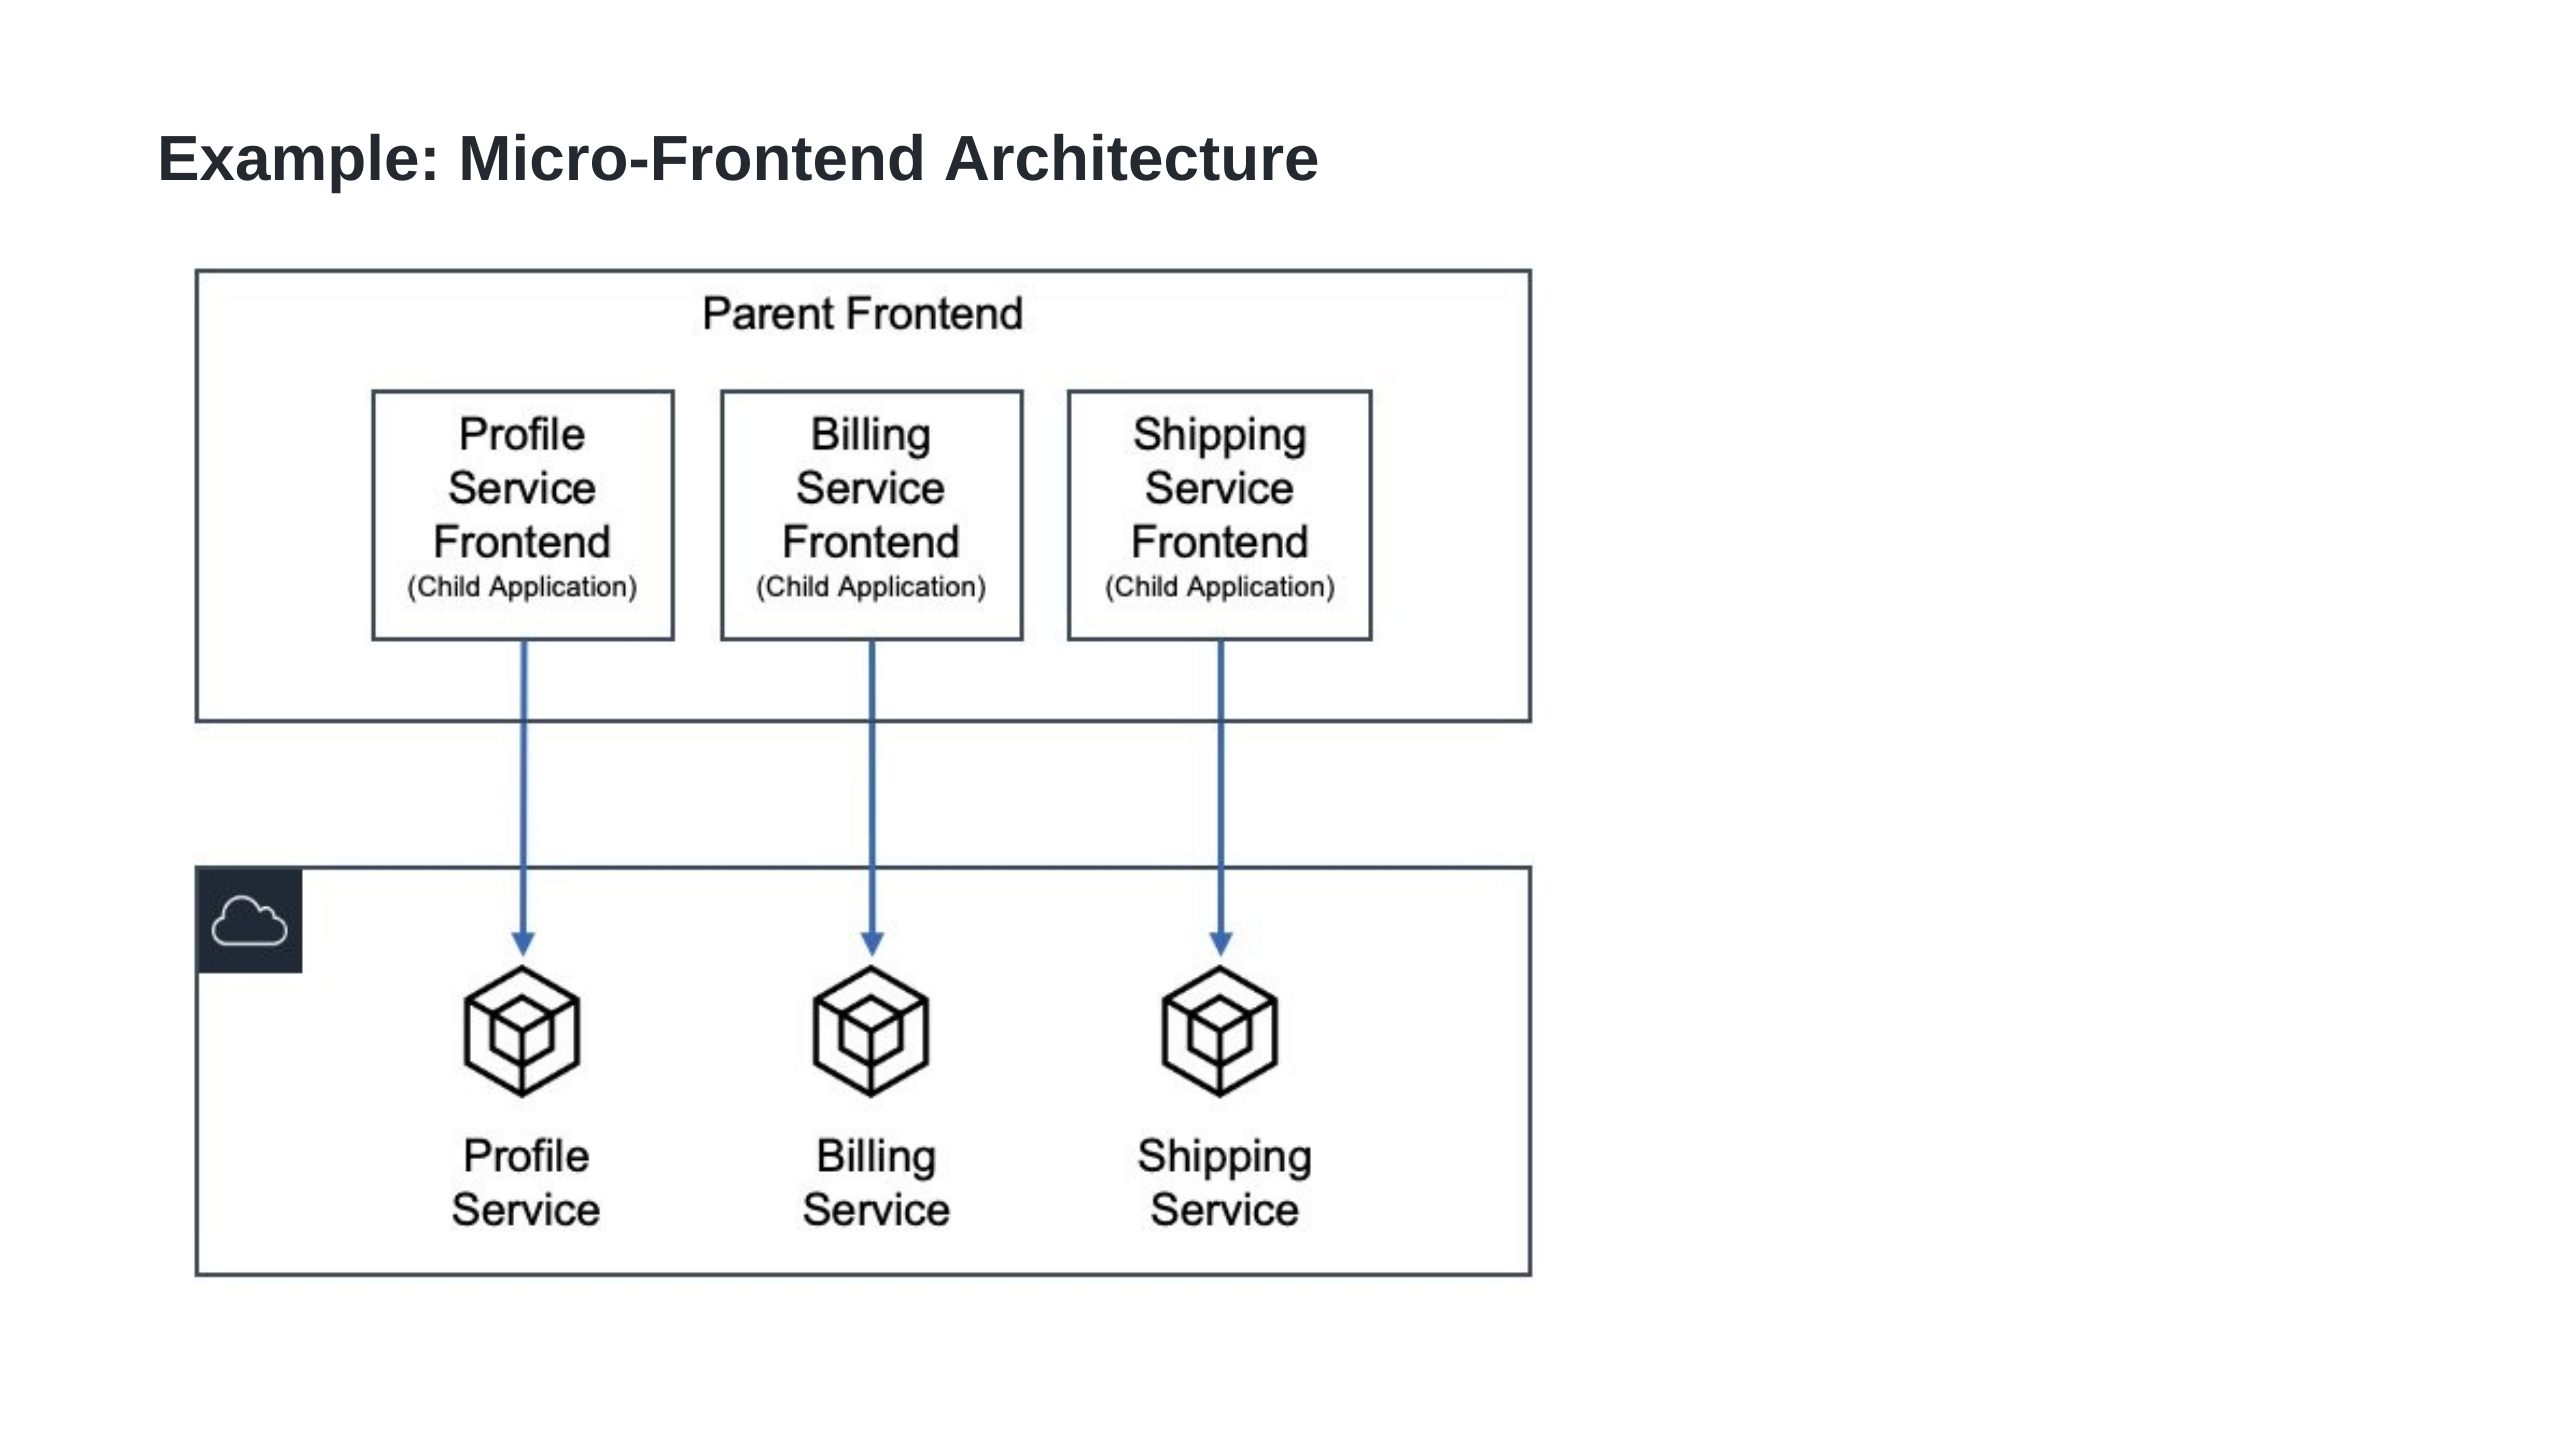 Example: Micro-Frontend Architecture
Parent Frontend
Profile
Service
Frontend
(Child Application)
Billing
Service
Frontend
(Child Application)
Shipping
Service
Frontend
(Child Application)
Profile
Service
Billing
Service
Shipping
Service